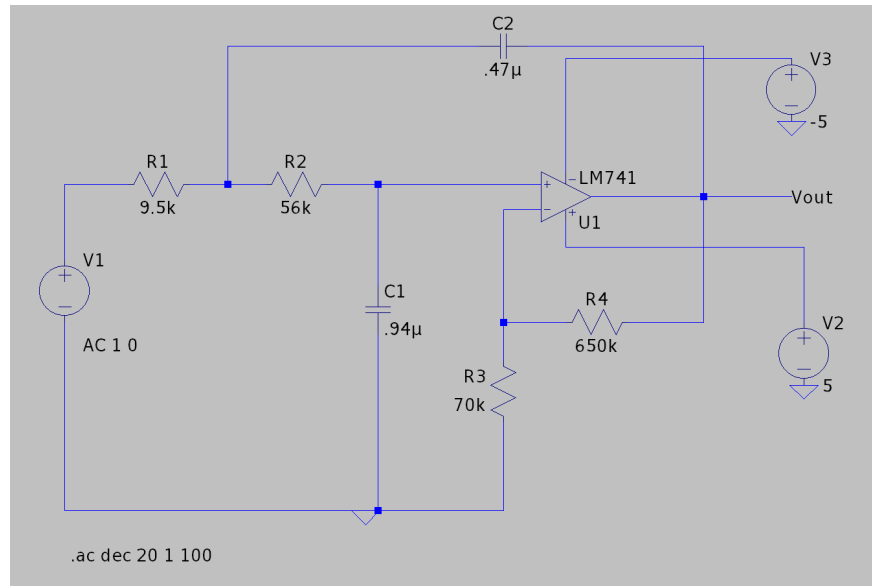 C2
.47µ
V3
-5
R1
9.5k
R2
56k
LM741
U1
Vout
V1
AC 1 0
C1
.94µ
R4
650k
V2
5
R3
70k
.ac dec 20 1 100